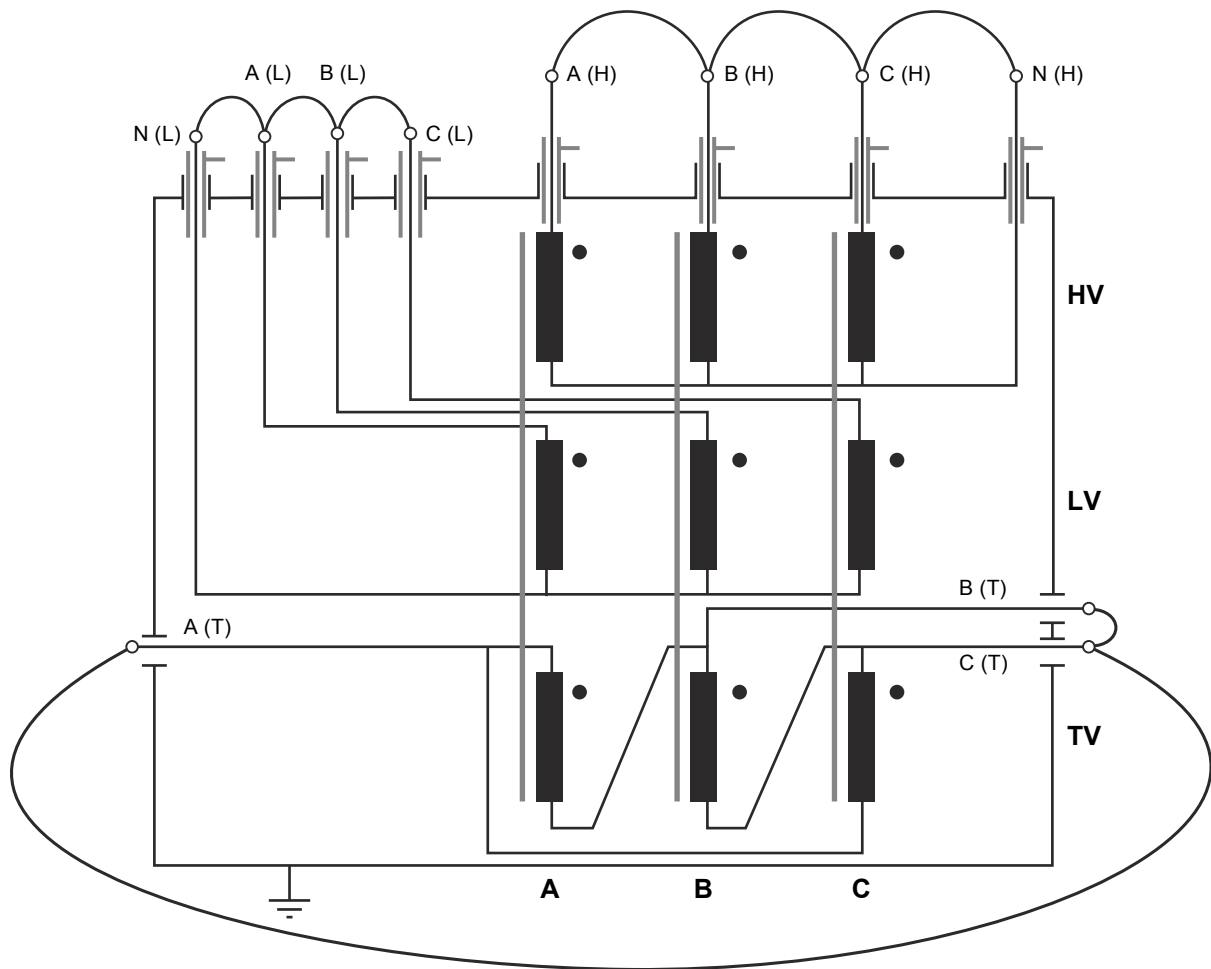 A (H)
B (H)
C (H)
N (H)
A (L)
B (L)
N (L)
C (L)
HV
LV
B (T)
A (T)
C (T)
TV
A
B
C